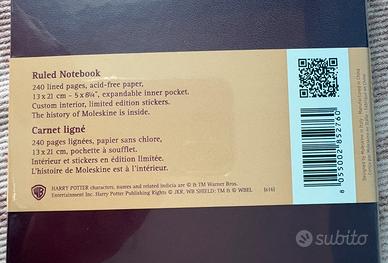 Ruled Notebook
240 lined pages, acid-free paper,
13 x 21 cm – 5 x 8¼", expandable inner pocket.
Custom interior, limited edition stickers.
The history of Moleskine is inside.
Carnet ligné
240 pages lignées, papier sans chlore,
13 x 21 cm, pochette à soufflet.
Intérieur et stickers en édition limitée.
L'histoire de Moleskine est à l'intérieur.
WB
HARRY POTTER characters, names and related indicia are © & TM Warner Bros.
Entertainment Inc. Harry Potter Publishing Rights © JKR, WB SHIELD: TM & © WBEI.
8 055002 852760
subito